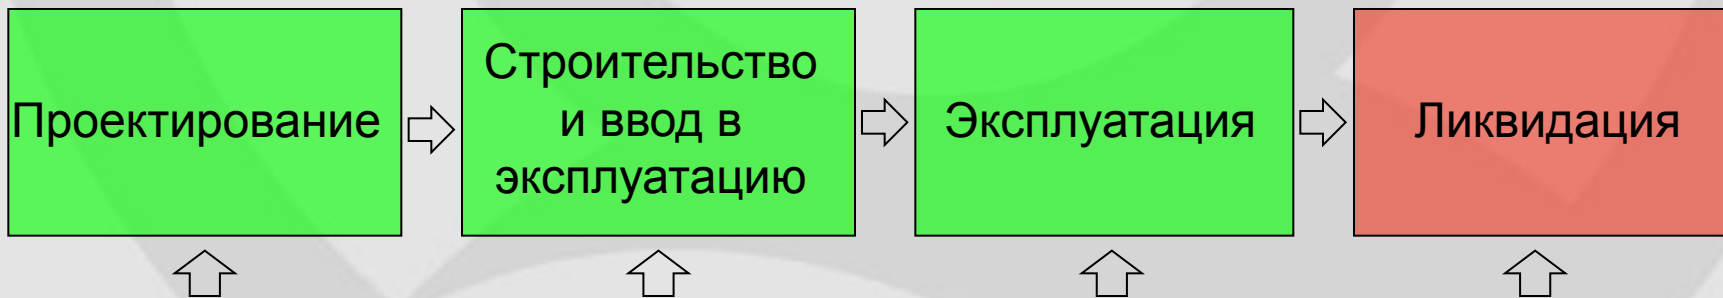 Проектирование
Строительство
и ввод в
эксплуатацию
Эксплуатация
Ликвидация